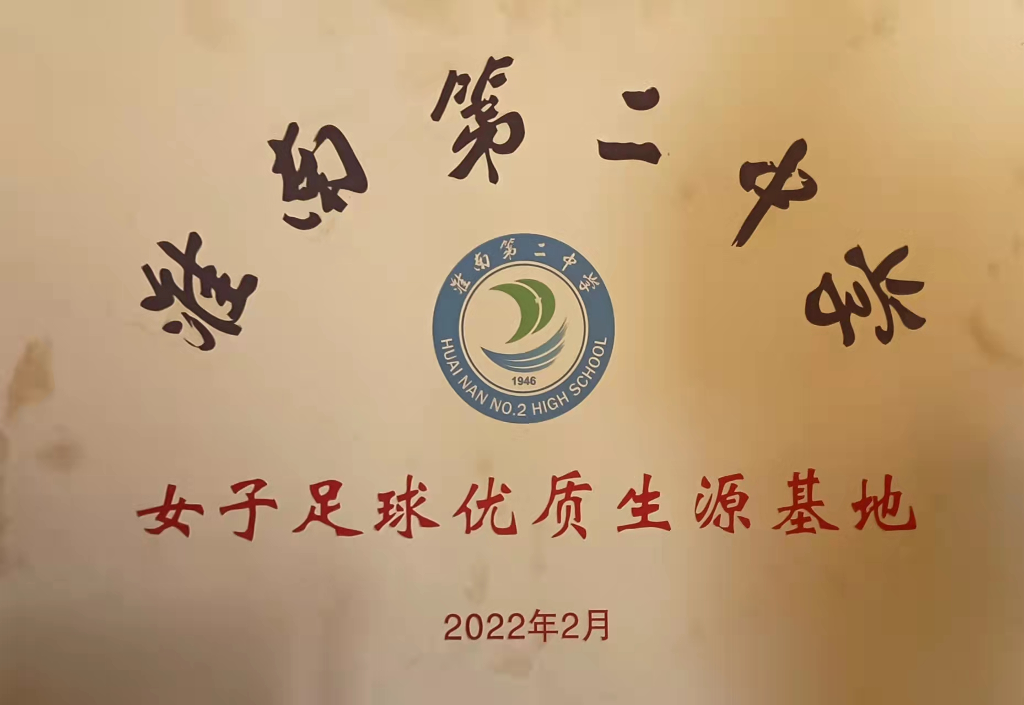 淮南第二中学
淮南第二中学
1946
HUAI NAN NO.2 HIGH SCHOOL
女子足球优质生源基地
2022年2月